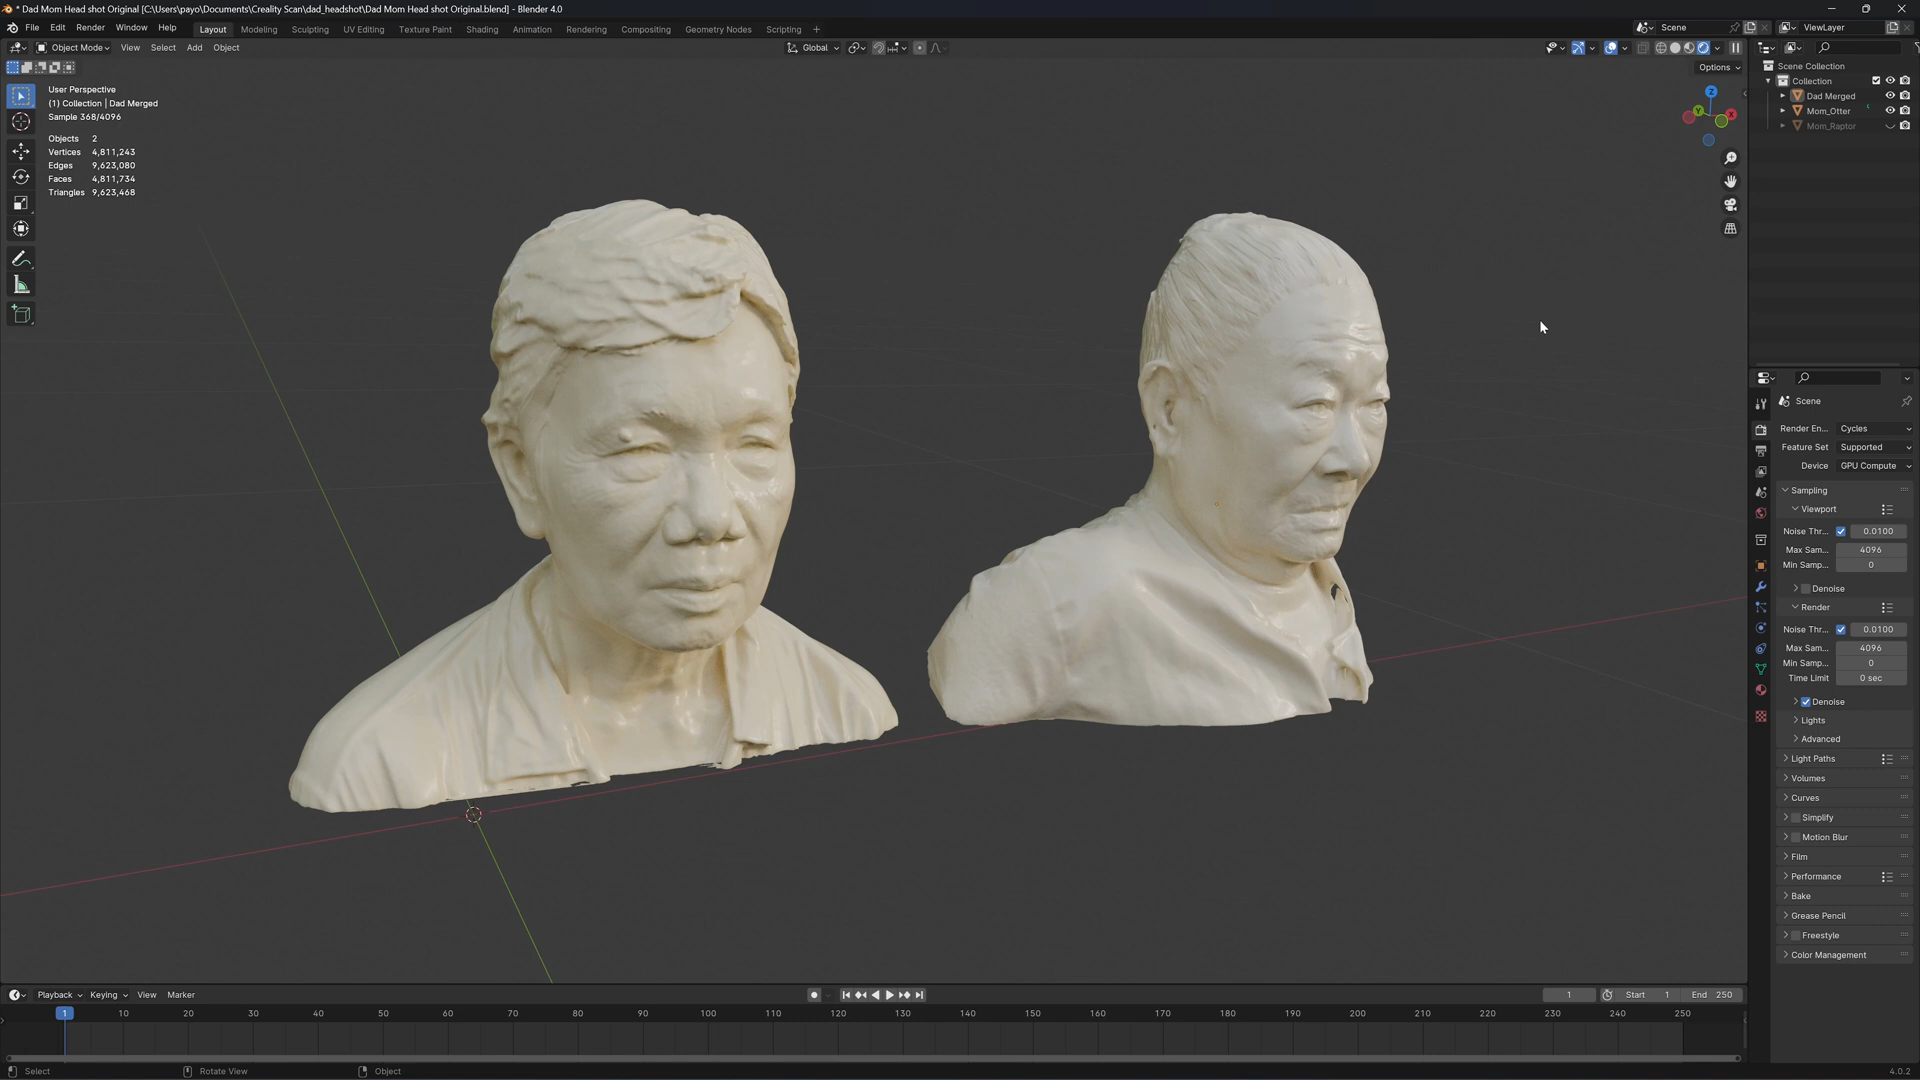 * Dad Mom Head shot Original [C:\Users\payo\Documents\Creality Scan\dad_headshot\Dad Mom Head shot Original.blend] - Blender 4.0
File Edit Render Window Help Layout Modeling Sculpting UV Editing Texture Paint Shading Animation Rendering Compositing Geometry Nodes Scripting + Scene ViewLayer
Object Mode View Select Add Object Global
Options
User Perspective
(1) Collection | Dad Merged
Sample 368/4096
Objects 2
Vertices 4,811,243
Edges 9,623,080
Faces 4,811,734
Triangles 9,623,468
Z
Y
X
Scene Collection
Collection
Dad Merged
Mom_Otter
Mom_Raptor
Scene
Render En... Cycles
Feature Set Supported
Device GPU Compute
Sampling
Viewport
Noise Thr... 0.0100
Max Sam... 4096
Min Samp... 0
Denoise
Render
Noise Thr... 0.0100
Max Sam... 4096
Min Samp... 0
Time Limit 0 sec
Denoise
Lights
Advanced
Light Paths
Volumes
Curves
Simplify
Motion Blur
Film
Performance
Bake
Grease Pencil
Freestyle
Color Management
Playback Keying View Marker 1 Start 1 End 250
1 10 20 30 40 50 60 70 80 90 100 110 120 130 140 150 160 170 180 190 200 210 220 230 240 250
Select Rotate View Object 4.0.2